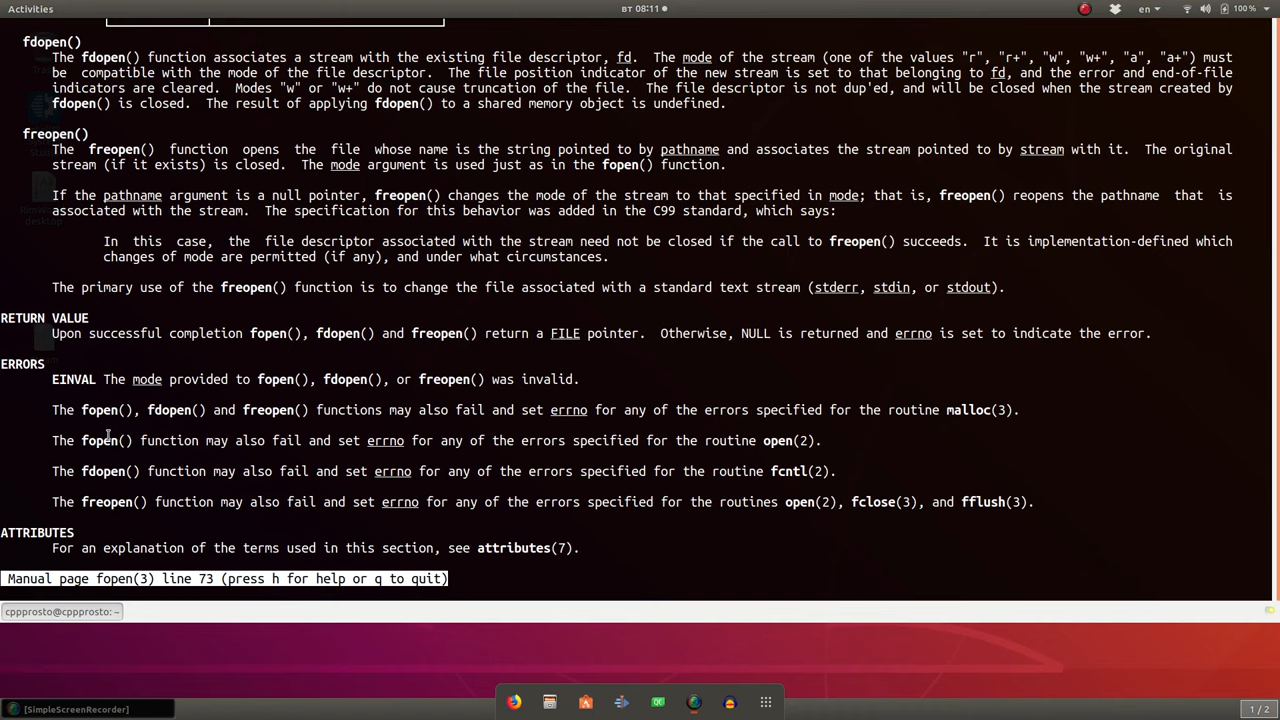 Activities
вт 08:11
en
100 %
fdopen()
The fdopen() function associates a stream with the existing file descriptor, fd. The mode of the stream (one of the values "r", "r+", "w", "w+", "a", "a+") must
be compatible with the mode of the file descriptor. The file position indicator of the new stream is set to that belonging to fd, and the error and end-of-file
indicators are cleared. Modes "w" or "w+" do not cause truncation of the file. The file descriptor is not dup'ed, and will be closed when the stream created by
fdopen() is closed. The result of applying fdopen() to a shared memory object is undefined.
freopen()
The freopen() function opens the file whose name is the string pointed to by pathname and associates the stream pointed to by stream with it. The original
stream (if it exists) is closed. The mode argument is used just as in the fopen() function.
If the pathname argument is a null pointer, freopen() changes the mode of the stream to that specified in mode; that is, freopen() reopens the pathname that is
associated with the stream. The specification for this behavior was added in the C99 standard, which says:
In this case, the file descriptor associated with the stream need not be closed if the call to freopen() succeeds. It is implementation-defined which
changes of mode are permitted (if any), and under what circumstances.
The primary use of the freopen() function is to change the file associated with a standard text stream (stderr, stdin, or stdout).
RETURN VALUE
Upon successful completion fopen(), fdopen() and freopen() return a FILE pointer. Otherwise, NULL is returned and errno is set to indicate the error.
ERRORS
EINVAL The mode provided to fopen(), fdopen(), or freopen() was invalid.
The fopen(), fdopen() and freopen() functions may also fail and set errno for any of the errors specified for the routine malloc(3).
The fopen() function may also fail and set errno for any of the errors specified for the routine open(2).
The fdopen() function may also fail and set errno for any of the errors specified for the routine fcntl(2).
The freopen() function may also fail and set errno for any of the errors specified for the routines open(2), fclose(3), and fflush(3).
ATTRIBUTES
For an explanation of the terms used in this section, see attributes(7).
Manual page fopen(3) line 73 (press h for help or q to quit)
cppprosto@cppprosto: ~
[SimpleScreenRecorder]
1 / 2